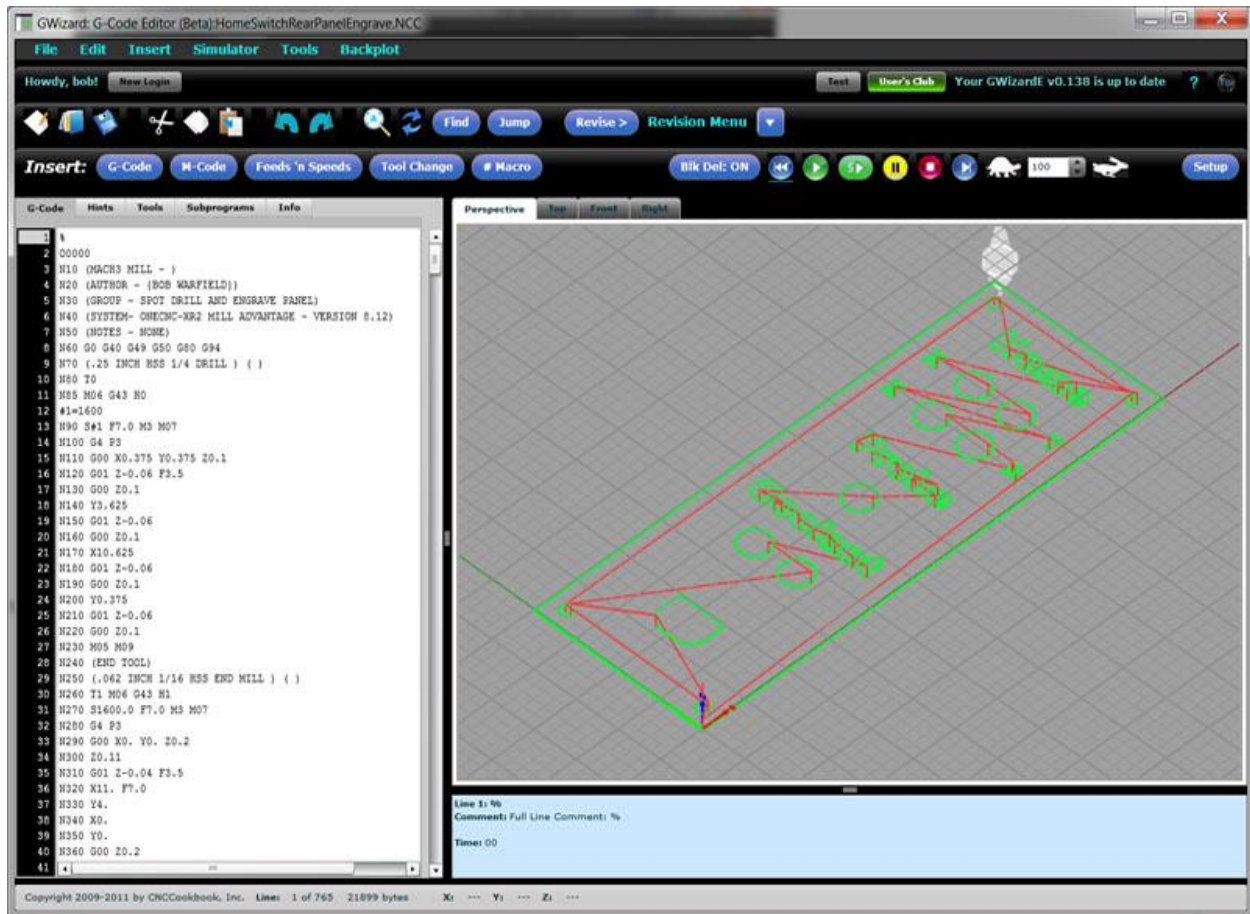 GWizard: G-Code Editor (Beta):HomeSwitchRearPanelEngrave.NCC
File Edit Insert Simulator Tools Backplot
Howdy, bob! New Login Test User's Club Your GWizardE v0.138 is up to date ?
Find Jump Revise > Revision Menu
Insert: G-Code M-Code Feeds 'n Speeds Tool Change # Macro Blk Del: ON S 100 Setup
G-Code Hints Tools Subprograms Info
Perspective Top Front Right
1 %
2 O0000
3 N10 (MACH3 MILL - )
4 N20 (AUTHOR - (BOB WARFIELD))
5 N30 (GROUP - SPOT DRILL AND ENGRAVE PANEL)
6 N40 (SYSTEM- ONECNC-XR2 MILL ADVANTAGE - VERSION 8.12)
7 N50 (NOTES - NONE)
8 N60 G0 G40 G49 G50 G80 G94
9 N70 (.25 INCH HSS 1/4 DRILL ) ( )
10 N80 T0
11 N85 M06 G43 H0
12 #1=1600
13 N90 S#1 F7.0 M3 M07
14 N100 G4 P3
15 N110 G00 X0.375 Y0.375 Z0.1
16 N120 G01 Z-0.06 F3.5
17 N130 G00 Z0.1
18 N140 Y3.625
19 N150 G01 Z-0.06
20 N160 G00 Z0.1
21 N170 X10.625
22 N180 G01 Z-0.06
23 N190 G00 Z0.1
24 N200 Y0.375
25 N210 G01 Z-0.06
26 N220 G00 Z0.1
27 N230 M05 M09
28 N240 (END TOOL)
29 N250 (.062 INCH 1/16 HSS END MILL ) ( )
30 N260 T1 M06 G43 H1
31 N270 S1600.0 F7.0 M3 M07
32 N280 G4 P3
33 N290 G00 X0. Y0. Z0.2
34 N300 Z0.11
35 N310 G01 Z-0.04 F3.5
36 N320 X11. F7.0
37 N330 Y4.
38 N340 X0.
39 N350 Y0.
40 N360 G00 Z0.2
41
Line 1: %
Comment: Full Line Comment: %
Time: 00
Copyright 2009-2011 by CNCCookbook, Inc. Line: 1 of 765 21899 bytes X: --- Y: --- Z: ---